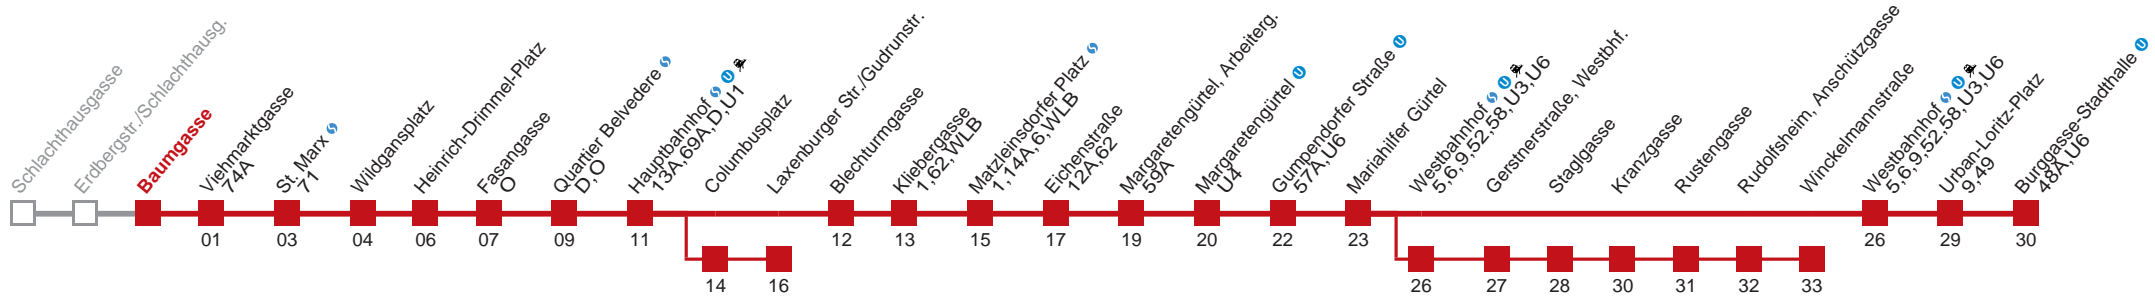 Schlachthausgasse
Erdbergstr./Schlachthausg.
Baumgasse
Viehmarktgasse
74A
St. Marx S
71
Wildgansplatz
Heinrich-Drimmel-Platz
Fasangasse
O
Quartier Belvedere S
D,O
Hauptbahnhof S U
13A,69A,D,U1
Columbusplatz
Laxenburger Str./Gudrunstr.
Blechturmgasse
Kliebergasse
1,62,WLB
Matzleinsdorfer Platz S
1,14A,6,WLB
Eichenstraße
12A,62
Margaretengürtel, Arbeiterg.
59A
Margaretengürtel U
U4
Gumpendorfer Straße U
57A,U6
Mariahilfer Gürtel
Westbahnhof S U
5,6,9,52,58,U3,U6
Gerstnerstraße, Westbhf.
Staglgasse
Kranzgasse
Rustengasse
Rudolfsheim, Anschützgasse
Winckelmannstraße
Westbahnhof S U
5,6,9,52,58,U3,U6
Urban-Loritz-Platz
9,49
Burggasse-Stadthalle U
48A,U6
01 03 04 06 07 09 11 12 13 15 17 19 20 22 23 26 29 30
14 16 26 27 28 30 31 32 33